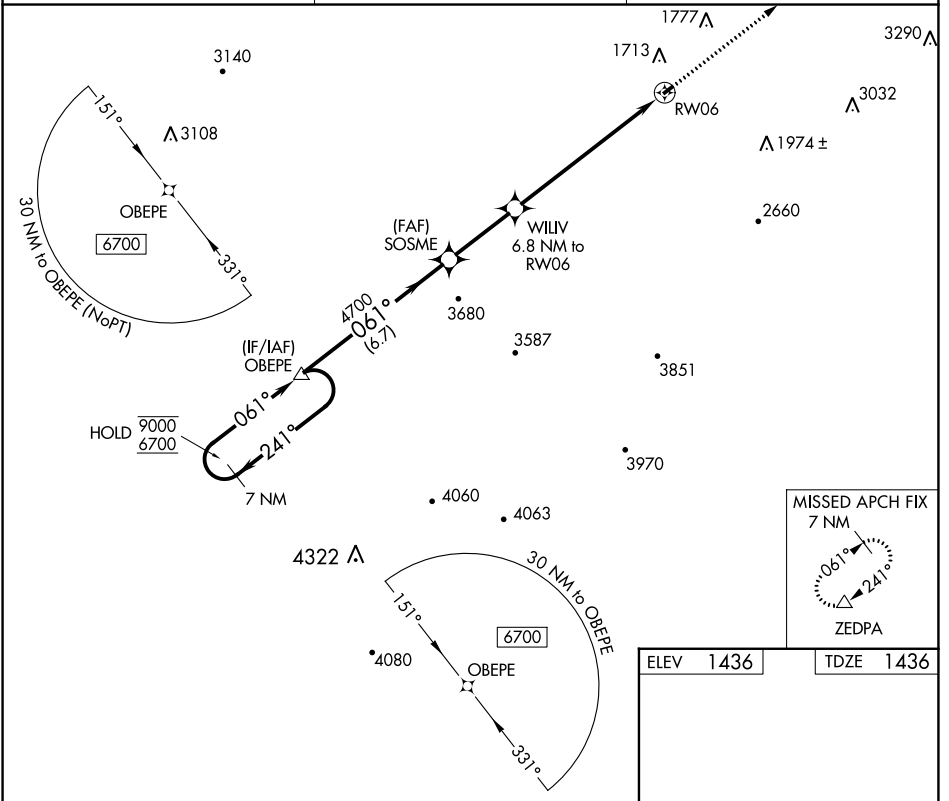 1777
3290
3140
1713
3032
RW06
151°
3108
1974 ±
OBEPE
6700
331°
30 NM to OBEPE (NoPT)
2660
(FAF)
SOSME
WILIV
6.8 NM to
RW06
4700
061°
(6.7)
3680
3587
3851
(IF/IAF)
OBEPE
061°
241°
HOLD 9000
6700
7 NM
3970
4060
4063
MISSED APCH FIX
7 NM
061°
241°
ZEDPA
4322
30 NM to OBEPE
151°
6700
4080
OBEPE
331°
ELEV 1436
TDZE 1436